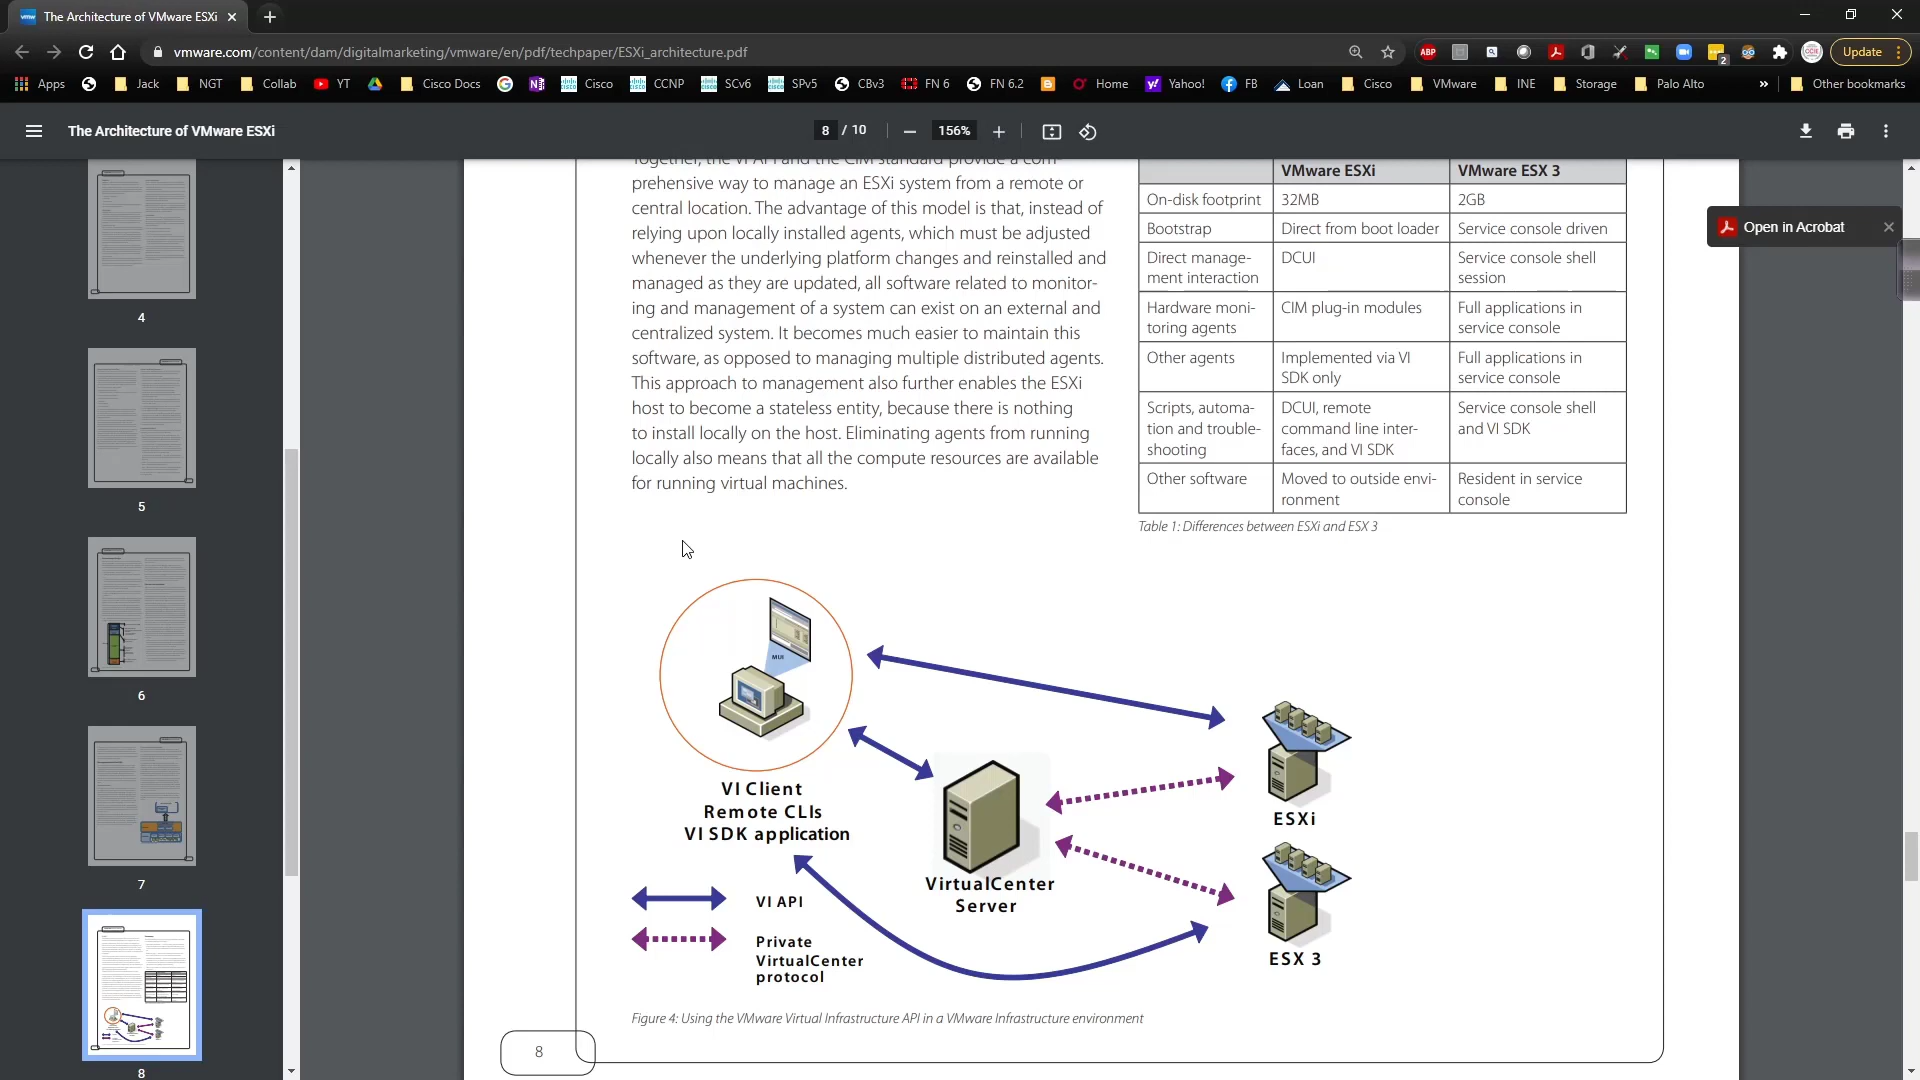 The Architecture of VMware ESXi
vmware.com/content/dam/digitalmarketing/vmware/en/pdf/techpaper/ESXi_architecture.pdf
ABP
2
Update
Apps
Jack
NGT
Collab
YT
Cisco Docs
Cisco
CCNP
SCv6
SPv5
CBv3
FN 6
FN 6.2
Home
Yahoo!
FB
Loan
Cisco
VMware
INE
Storage
Palo Alto
»
Other bookmarks
The Architecture of VMware ESXi
8 / 10
156%
Open in Acrobat
4
5
6
7
8
Together, the VI API and the CIM standard provide a com-
prehensive way to manage an ESXi system from a remote or
central location. The advantage of this model is that, instead of
relying upon locally installed agents, which must be adjusted
whenever the underlying platform changes and reinstalled and
managed as they are updated, all software related to monitor-
ing and management of a system can exist on an external and
centralized system. It becomes much easier to maintain this
software, as opposed to managing multiple distributed agents.
This approach to management also further enables the ESXi
host to become a stateless entity, because there is nothing
to install locally on the host. Eliminating agents from running
locally also means that all the compute resources are available
for running virtual machines.
VMware ESXi VMware ESX 3
On-disk footprint 32MB 2GB
Bootstrap Direct from boot loader Service console driven
Direct manage- DCUI Service console shell
ment interaction session
Hardware moni- CIM plug-in modules Full applications in
toring agents service console
Other agents Implemented via VI Full applications in
SDK only service console
Scripts, automa- DCUI, remote Service console shell
tion and trouble- command line inter- and VI SDK
shooting faces, and VI SDK
Other software Moved to outside envi- Resident in service
ronment console
Table 1: Differences between ESXi and ESX 3
MUI
VI Client
Remote CLIs
VI SDK application
VirtualCenter
Server
ESXi
ESX 3
VI API
Private
VirtualCenter
protocol
Figure 4: Using the VMware Virtual Infrastructure API in a VMware Infrastructure environment
8